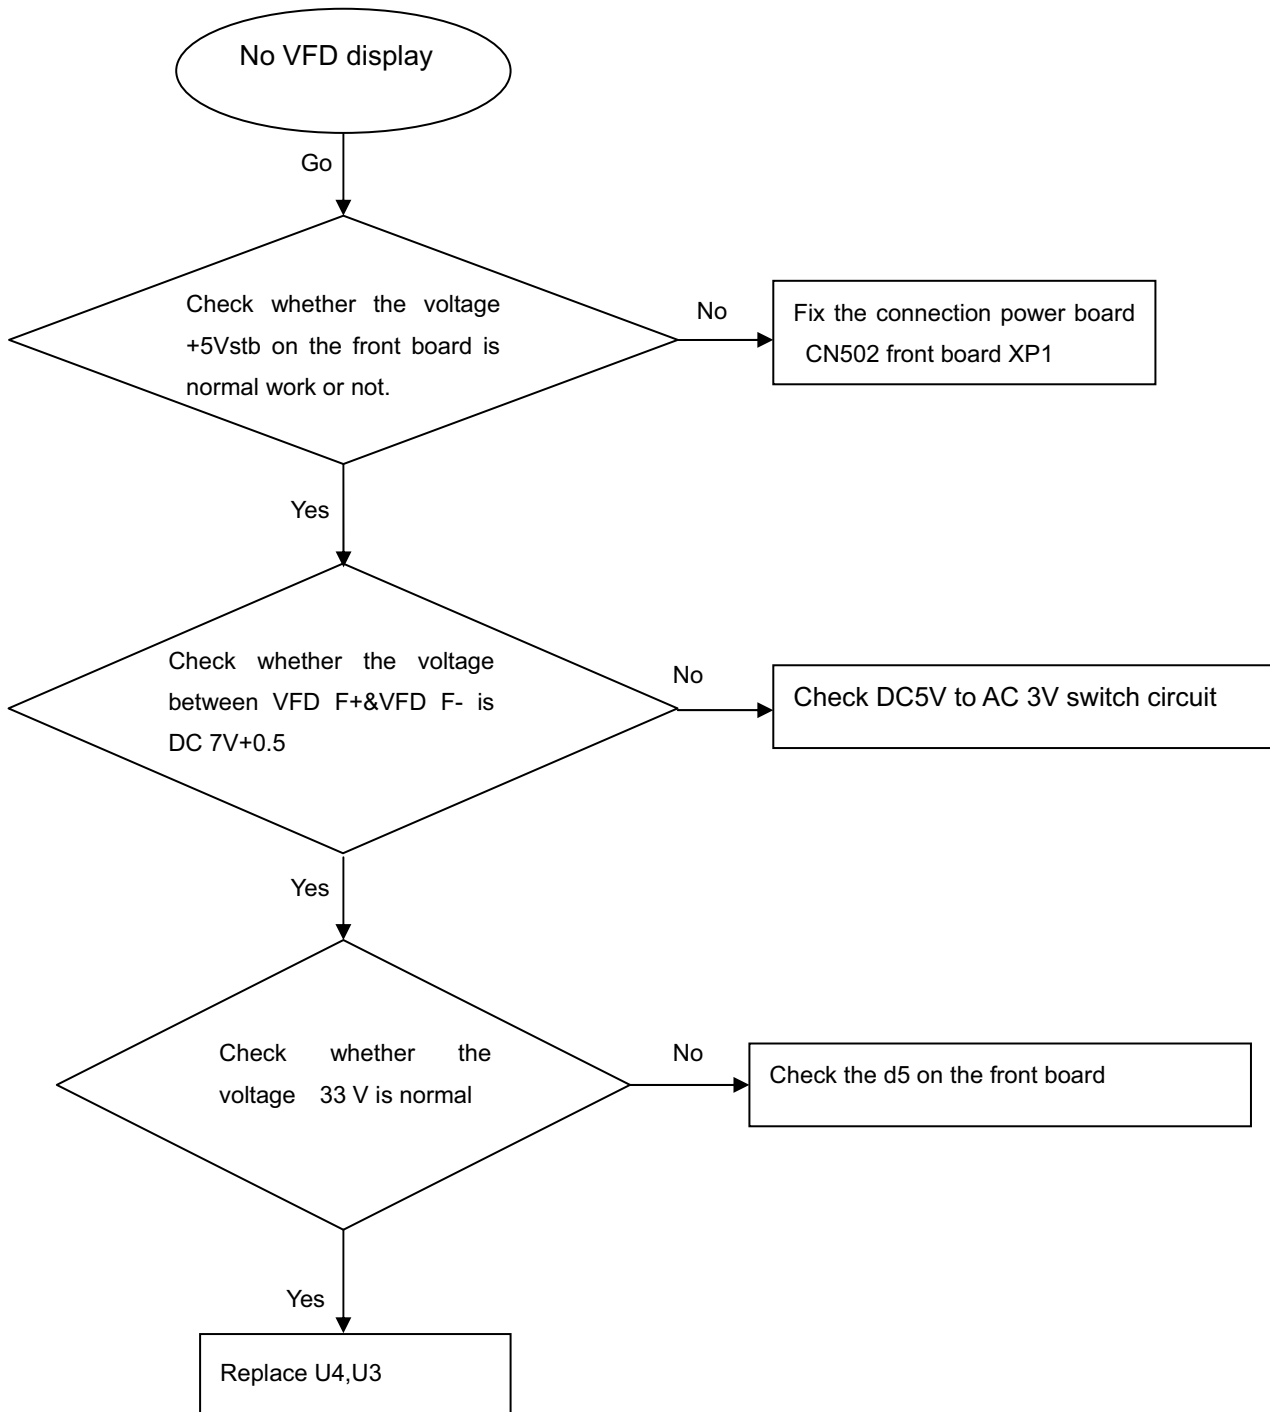 No VFD display
Go
Check whether the voltage
+5Vstb on the front board is
normal work or not.
No
Fix the connection power board
CN502 front board XP1
Yes
Check whether the voltage
between VFD F+&VFD F- is
DC 7V+0.5
No
Check DC5V to AC 3V switch circuit
Yes
Check whether the
voltage 33 V is normal
No
Check the d5 on the front board
Yes
Replace U4,U3